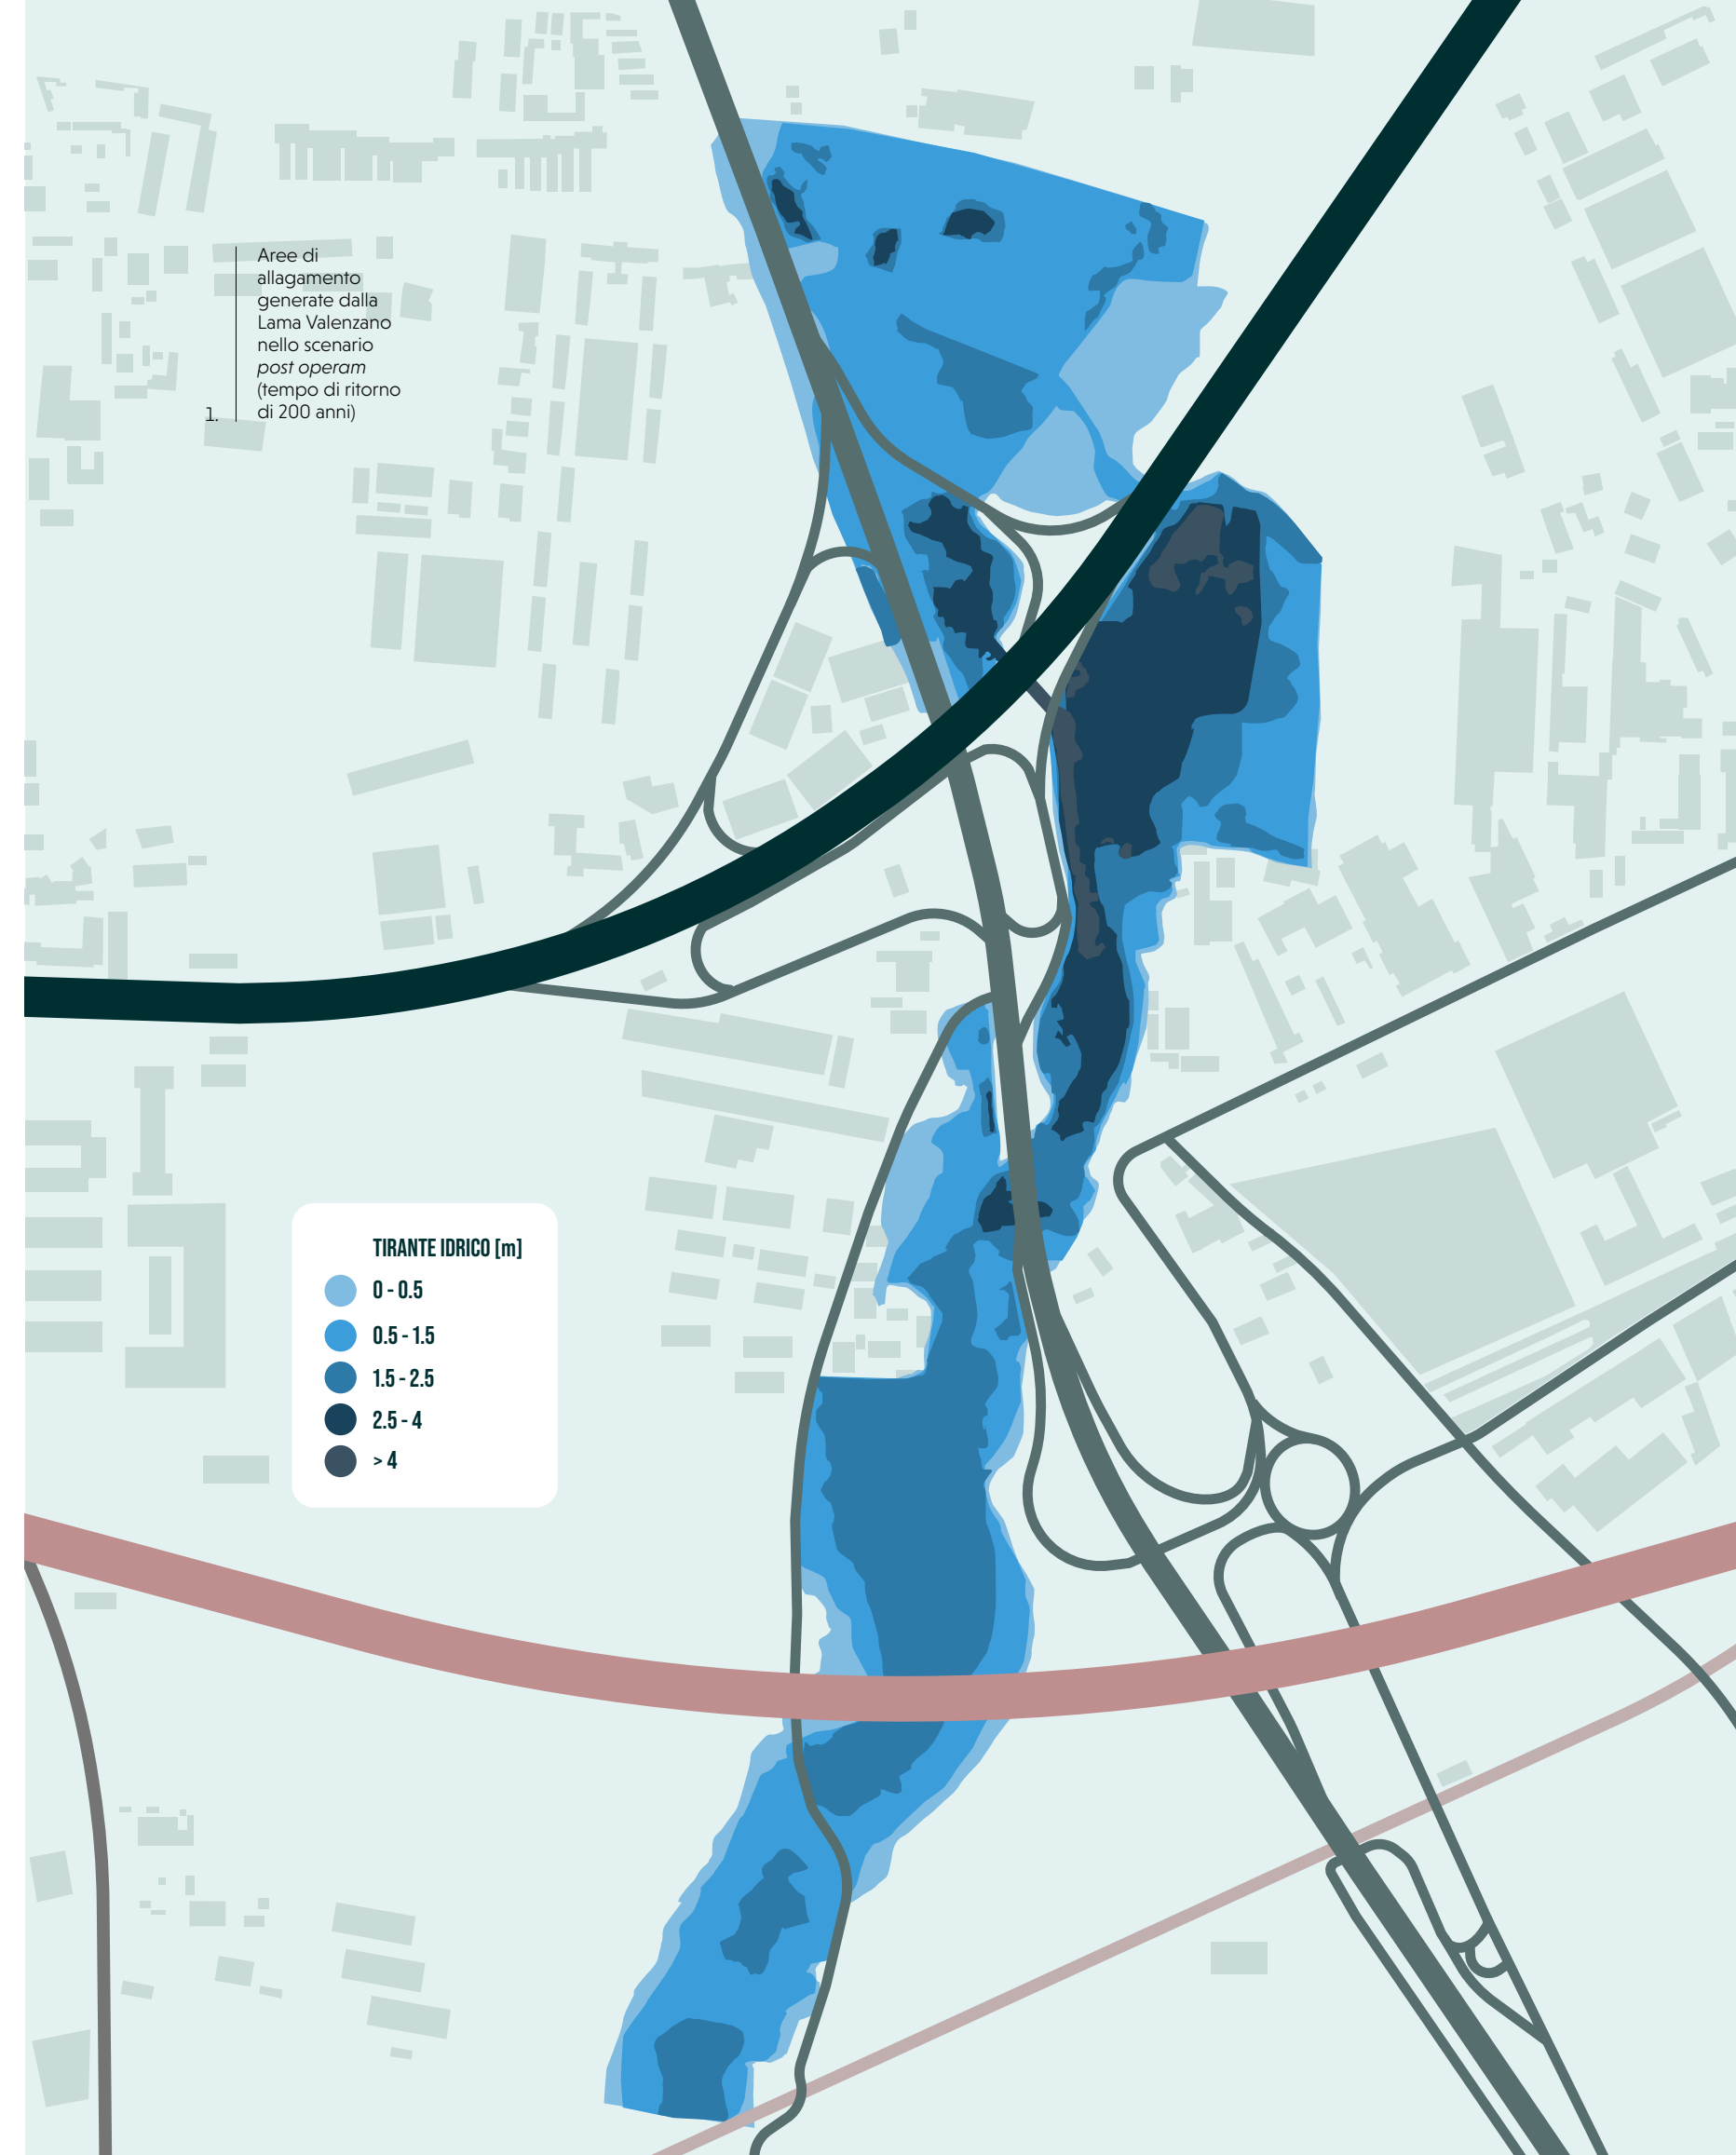 Aree di
allagamento
generate dalla
Lama Valenzano
nello scenario
post operam
(tempo di ritorno
1. di 200 anni)
TIRANTE IDRICO [m]
0 - 0.5
0.5 - 1.5
1.5 - 2.5
2.5 - 4
> 4